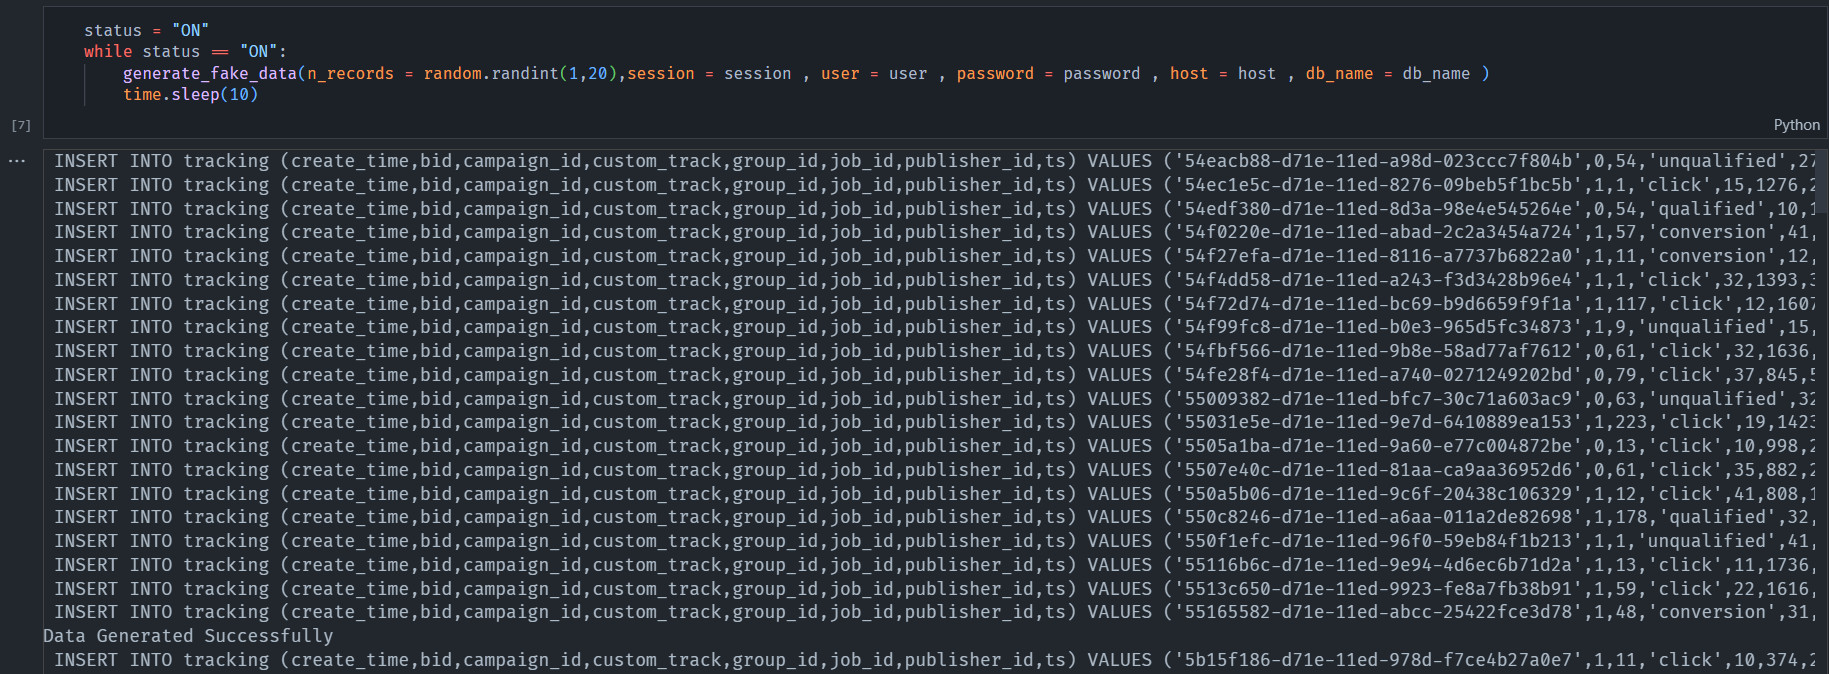 status = "ON"
while status == "ON":
    generate_fake_data(n_records = random.randint(1,20),session = session , user = user , password = password , host = host , db_name = db_name )
    time.sleep(10)
[7]
Python
...
INSERT INTO tracking (create_time,bid,campaign_id,custom_track,group_id,job_id,publisher_id,ts) VALUES ('54eacb88-d71e-11ed-a98d-023ccc7f804b',0,54,'unqualified',27
INSERT INTO tracking (create_time,bid,campaign_id,custom_track,group_id,job_id,publisher_id,ts) VALUES ('54ec1e5c-d71e-11ed-8276-09beb5f1bc5b',1,1,'click',15,1276,2
INSERT INTO tracking (create_time,bid,campaign_id,custom_track,group_id,job_id,publisher_id,ts) VALUES ('54edf380-d71e-11ed-8d3a-98e4e545264e',0,54,'qualified',10,1
INSERT INTO tracking (create_time,bid,campaign_id,custom_track,group_id,job_id,publisher_id,ts) VALUES ('54f0220e-d71e-11ed-abad-2c2a3454a724',1,57,'conversion',41,
INSERT INTO tracking (create_time,bid,campaign_id,custom_track,group_id,job_id,publisher_id,ts) VALUES ('54f27efa-d71e-11ed-8116-a7737b6822a0',1,11,'conversion',12,
INSERT INTO tracking (create_time,bid,campaign_id,custom_track,group_id,job_id,publisher_id,ts) VALUES ('54f4dd58-d71e-11ed-a243-f3d3428b96e4',1,1,'click',32,1393,3
INSERT INTO tracking (create_time,bid,campaign_id,custom_track,group_id,job_id,publisher_id,ts) VALUES ('54f72d74-d71e-11ed-bc69-b9d6659f9f1a',1,117,'click',12,1607
INSERT INTO tracking (create_time,bid,campaign_id,custom_track,group_id,job_id,publisher_id,ts) VALUES ('54f99fc8-d71e-11ed-b0e3-965d5fc34873',1,9,'unqualified',15,
INSERT INTO tracking (create_time,bid,campaign_id,custom_track,group_id,job_id,publisher_id,ts) VALUES ('54fbf566-d71e-11ed-9b8e-58ad77af7612',0,61,'click',32,1636,
INSERT INTO tracking (create_time,bid,campaign_id,custom_track,group_id,job_id,publisher_id,ts) VALUES ('54fe28f4-d71e-11ed-a740-0271249202bd',0,79,'click',37,845,5
INSERT INTO tracking (create_time,bid,campaign_id,custom_track,group_id,job_id,publisher_id,ts) VALUES ('55009382-d71e-11ed-bfc7-30c71a603ac9',0,63,'unqualified',32
INSERT INTO tracking (create_time,bid,campaign_id,custom_track,group_id,job_id,publisher_id,ts) VALUES ('55031e5e-d71e-11ed-9e7d-6410889ea153',1,223,'click',19,1423
INSERT INTO tracking (create_time,bid,campaign_id,custom_track,group_id,job_id,publisher_id,ts) VALUES ('5505a1ba-d71e-11ed-9a60-e77c004872be',0,13,'click',10,998,2
INSERT INTO tracking (create_time,bid,campaign_id,custom_track,group_id,job_id,publisher_id,ts) VALUES ('5507e40c-d71e-11ed-81aa-ca9aa36952d6',0,61,'click',35,882,2
INSERT INTO tracking (create_time,bid,campaign_id,custom_track,group_id,job_id,publisher_id,ts) VALUES ('550a5b06-d71e-11ed-9c6f-20438c106329',1,12,'click',41,808,1
INSERT INTO tracking (create_time,bid,campaign_id,custom_track,group_id,job_id,publisher_id,ts) VALUES ('550c8246-d71e-11ed-a6aa-011a2de82698',1,178,'qualified',32,
INSERT INTO tracking (create_time,bid,campaign_id,custom_track,group_id,job_id,publisher_id,ts) VALUES ('550f1efc-d71e-11ed-96f0-59eb84f1b213',1,1,'unqualified',41,
INSERT INTO tracking (create_time,bid,campaign_id,custom_track,group_id,job_id,publisher_id,ts) VALUES ('55116b6c-d71e-11ed-9e94-4d6ec6b71d2a',1,13,'click',11,1736,
INSERT INTO tracking (create_time,bid,campaign_id,custom_track,group_id,job_id,publisher_id,ts) VALUES ('5513c650-d71e-11ed-9923-fe8a7fb38b91',1,59,'click',22,1616,
INSERT INTO tracking (create_time,bid,campaign_id,custom_track,group_id,job_id,publisher_id,ts) VALUES ('55165582-d71e-11ed-abcc-25422fce3d78',1,48,'conversion',31,
Data Generated Successfully
INSERT INTO tracking (create_time,bid,campaign_id,custom_track,group_id,job_id,publisher_id,ts) VALUES ('5b15f186-d71e-11ed-978d-f7ce4b27a0e7',1,11,'click',10,374,2